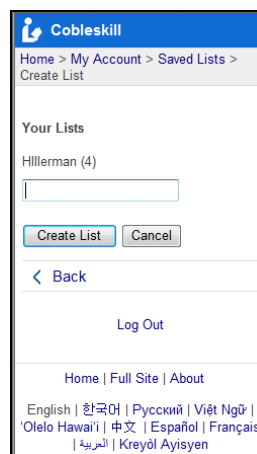 Cobleskill
Home > My Account > Saved Lists >
Create List
Your Lists
HIllerman (4)
Create List Cancel
Back
Log Out
Home | Full Site | About
English | 한국어 | Русский | Việt Ngữ |
'Olelo Hawai'i | 中文 | Español | Français
| العربية | Kreyòl Ayisyen